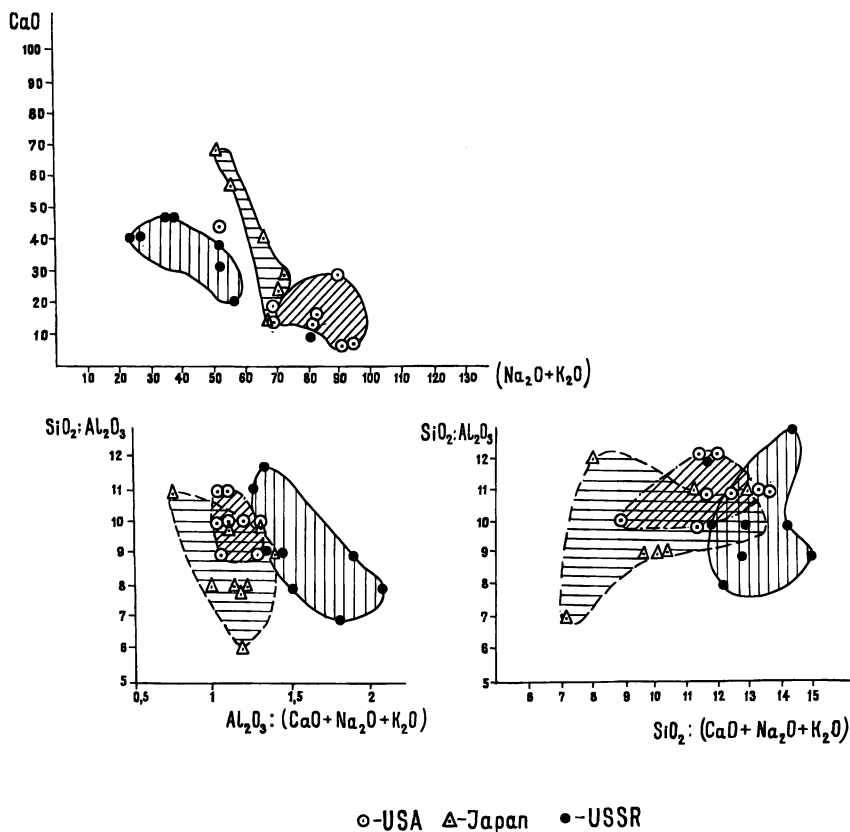 CaO
100
90
80
70
60
50
40
30
20
10
10 20 30 40 50 60 70 80 90 100 110 120 130
(Na₂O+K₂O)
SiO₂:Al₂O₃
12
11
10
9
8
7
6
5
0,5 1 1,5 2
Al₂O₃:(CaO+Na₂O+K₂O)
SiO₂:Al₂O₃
12
11
10
9
8
7
6
5
6 7 8 9 10 11 12 13 14 15
SiO₂:(CaO+Na₂O+K₂O)
⊙-USA △-Japan ●-USSR